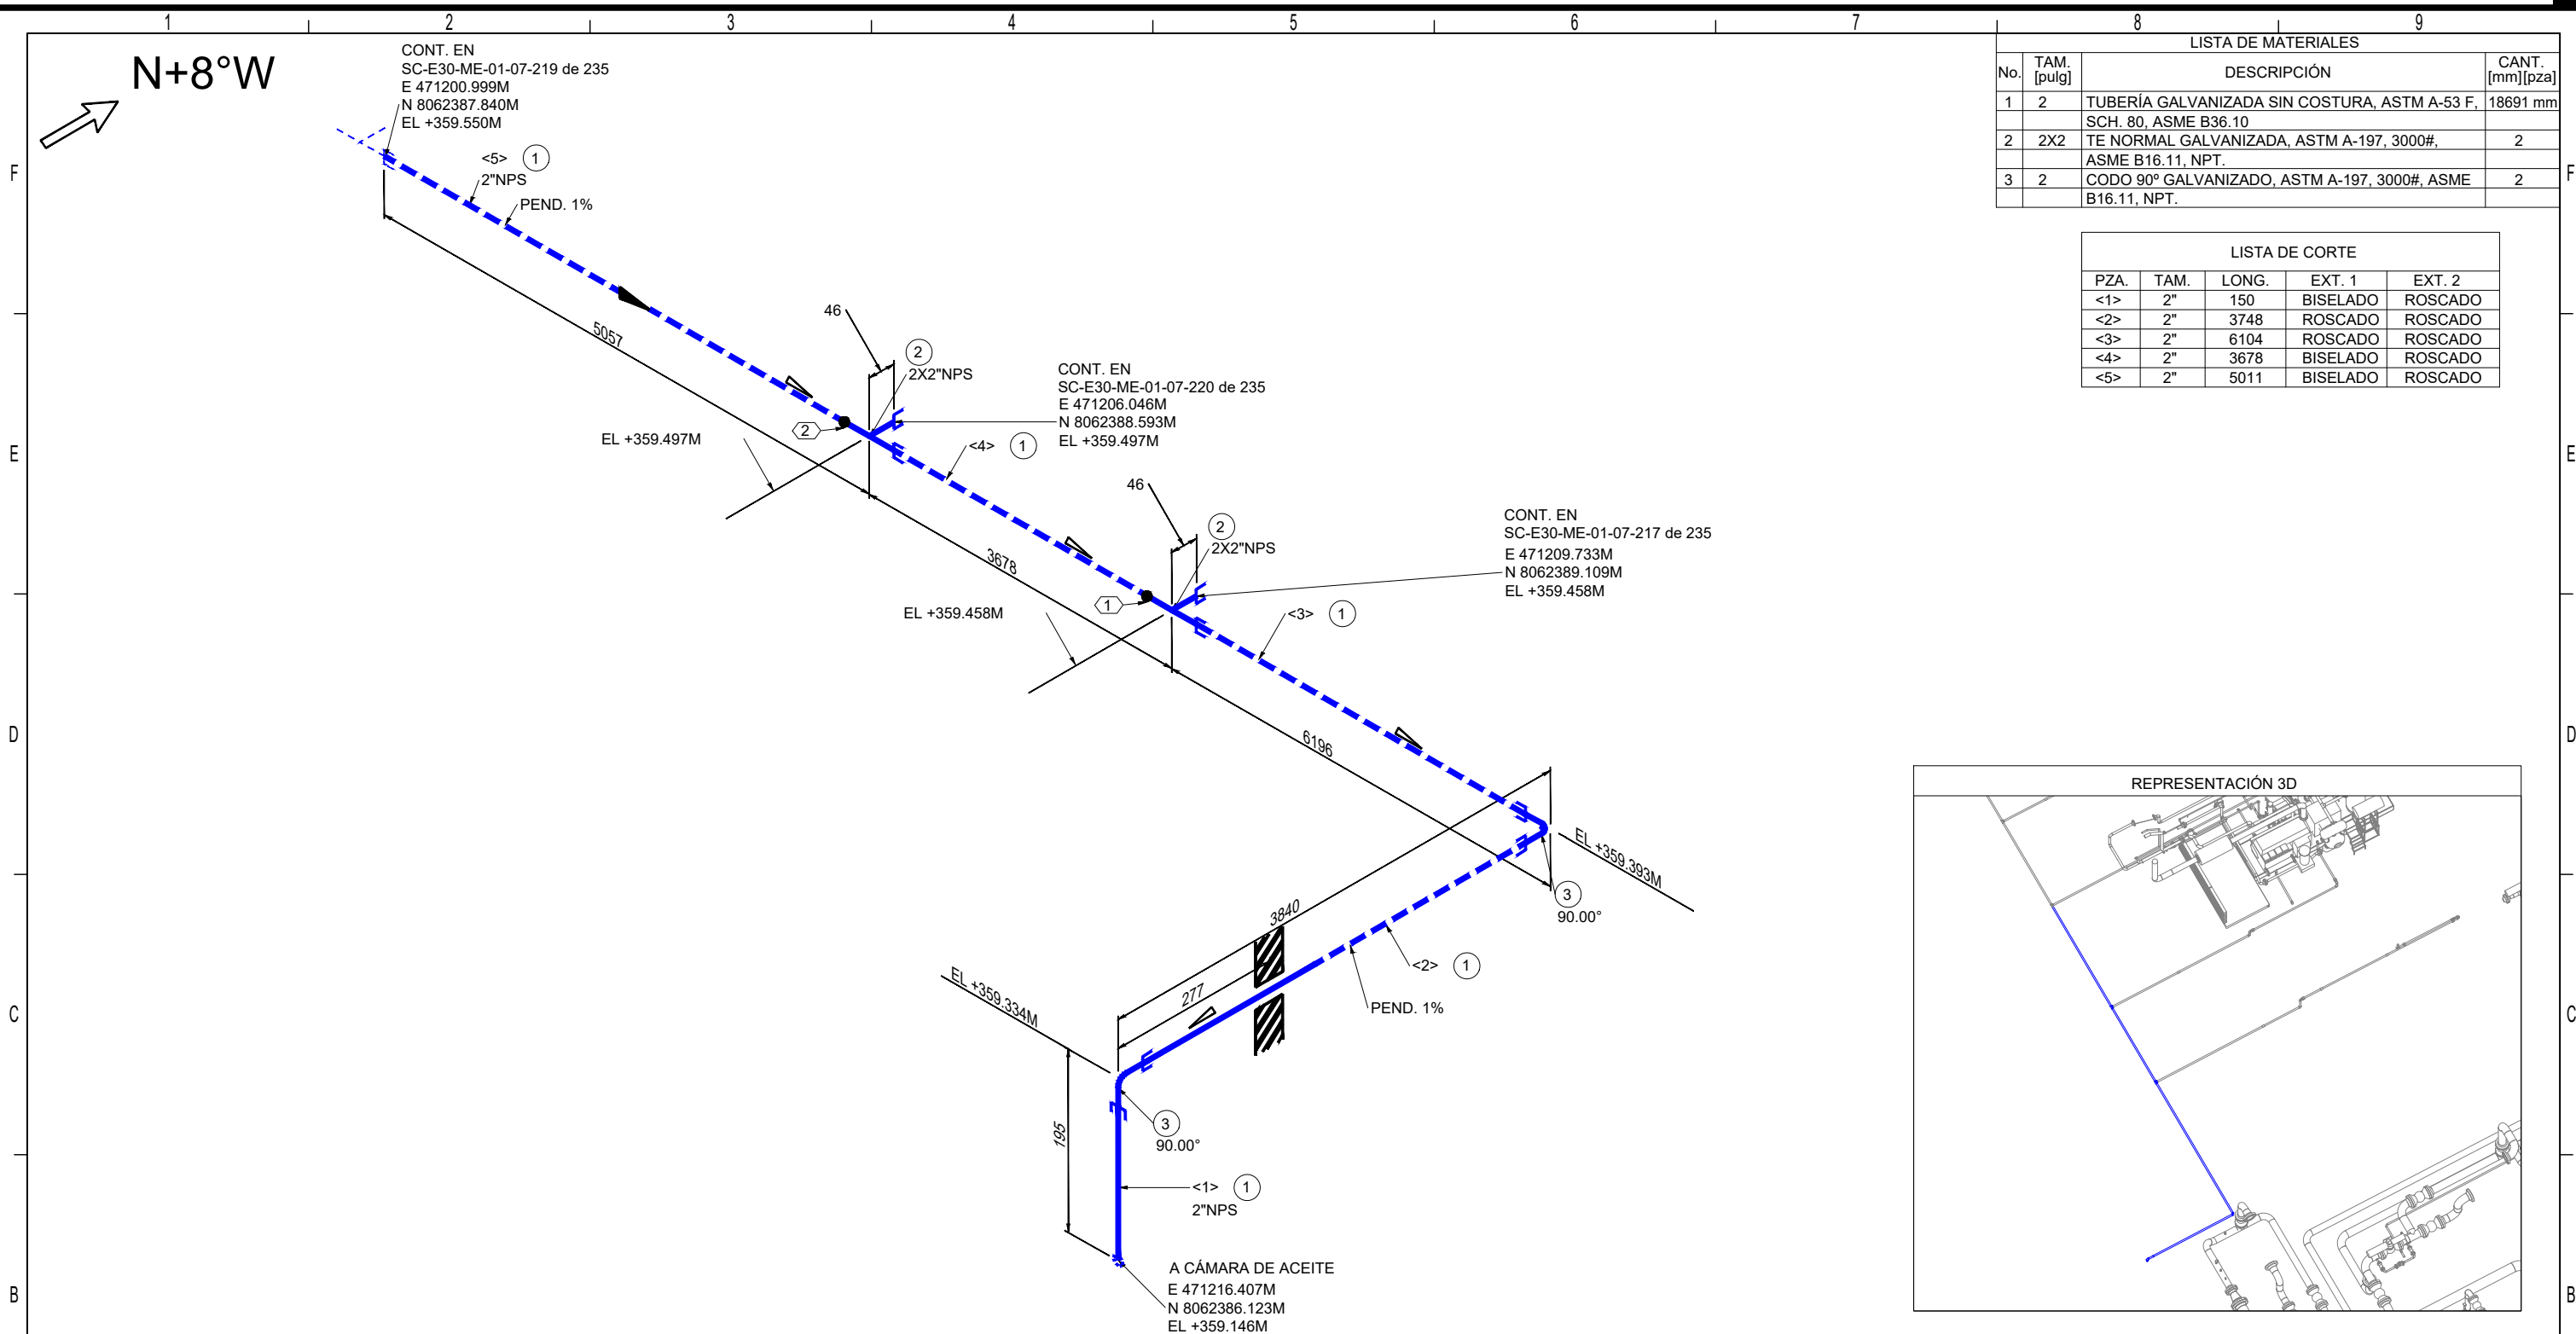 1 2 3 4 5 6 7 8 9
N+8°W
CONT. EN
SC-E30-ME-01-07-219 de 235
E 471200.999M
N 8062387.840M
EL +359.550M
<5> 1
2"NPS
PEND. 1%
5057
46
2
2X2"NPS
CONT. EN
SC-E30-ME-01-07-220 de 235
E 471206.046M
N 8062388.593M
EL +359.497M
2
EL +359.497M
<4> 1
46
2
2X2"NPS
3678
CONT. EN
SC-E30-ME-01-07-217 de 235
E 471209.733M
N 8062389.109M
EL +359.458M
1
EL +359.458M
<3> 1
6196
EL +359.393M
3
90.00°
3840
<2> 1
PEND. 1%
277
EL +359.334M
195
3
90.00°
<1> 1
2"NPS
A CÁMARA DE ACEITE
E 471216.407M
N 8062386.123M
EL +359.146M
LISTA DE MATERIALES
No. TAM. [pulg] DESCRIPCIÓN CANT. [mm][pza]
1 2 TUBERÍA GALVANIZADA SIN COSTURA, ASTM A-53 F, 18691 mm
SCH. 80, ASME B36.10
2 2X2 TE NORMAL GALVANIZADA, ASTM A-197, 3000#, 2
ASME B16.11, NPT.
3 2 CODO 90º GALVANIZADO, ASTM A-197, 3000#, ASME 2
B16.11, NPT.
LISTA DE CORTE
PZA. TAM. LONG. EXT. 1 EXT. 2
<1> 2" 150 BISELADO ROSCADO
<2> 2" 3748 ROSCADO ROSCADO
<3> 2" 6104 ROSCADO ROSCADO
<4> 2" 3678 BISELADO ROSCADO
<5> 2" 5011 BISELADO ROSCADO
REPRESENTACIÓN 3D
F F
E E
D D
C C
B B